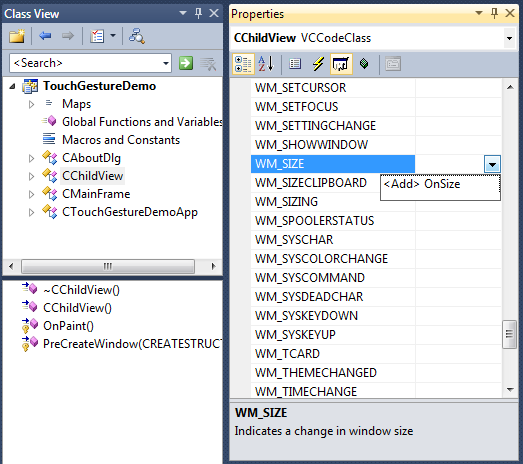 Class View
<Search>
TouchGestureDemo
Maps
Global Functions and Variables
Macros and Constants
CAboutDlg
CChildView
CMainFrame
CTouchGestureDemoApp
~CChildView()
CChildView()
OnPaint()
PreCreateWindow(CREATESTRUCT
Properties
CChildView VCCodeClass
WM_SETCURSOR
WM_SETFOCUS
WM_SETTINGCHANGE
WM_SHOWWINDOW
WM_SIZE
WM_SIZECLIPBOARD
<Add> OnSize
WM_SIZING
WM_SPOOLERSTATUS
WM_SYSCHAR
WM_SYSCOLORCHANGE
WM_SYSCOMMAND
WM_SYSDEADCHAR
WM_SYSKEYDOWN
WM_SYSKEYUP
WM_TCARD
WM_THEMECHANGED
WM_TIMECHANGE
WM_SIZE
Indicates a change in window size